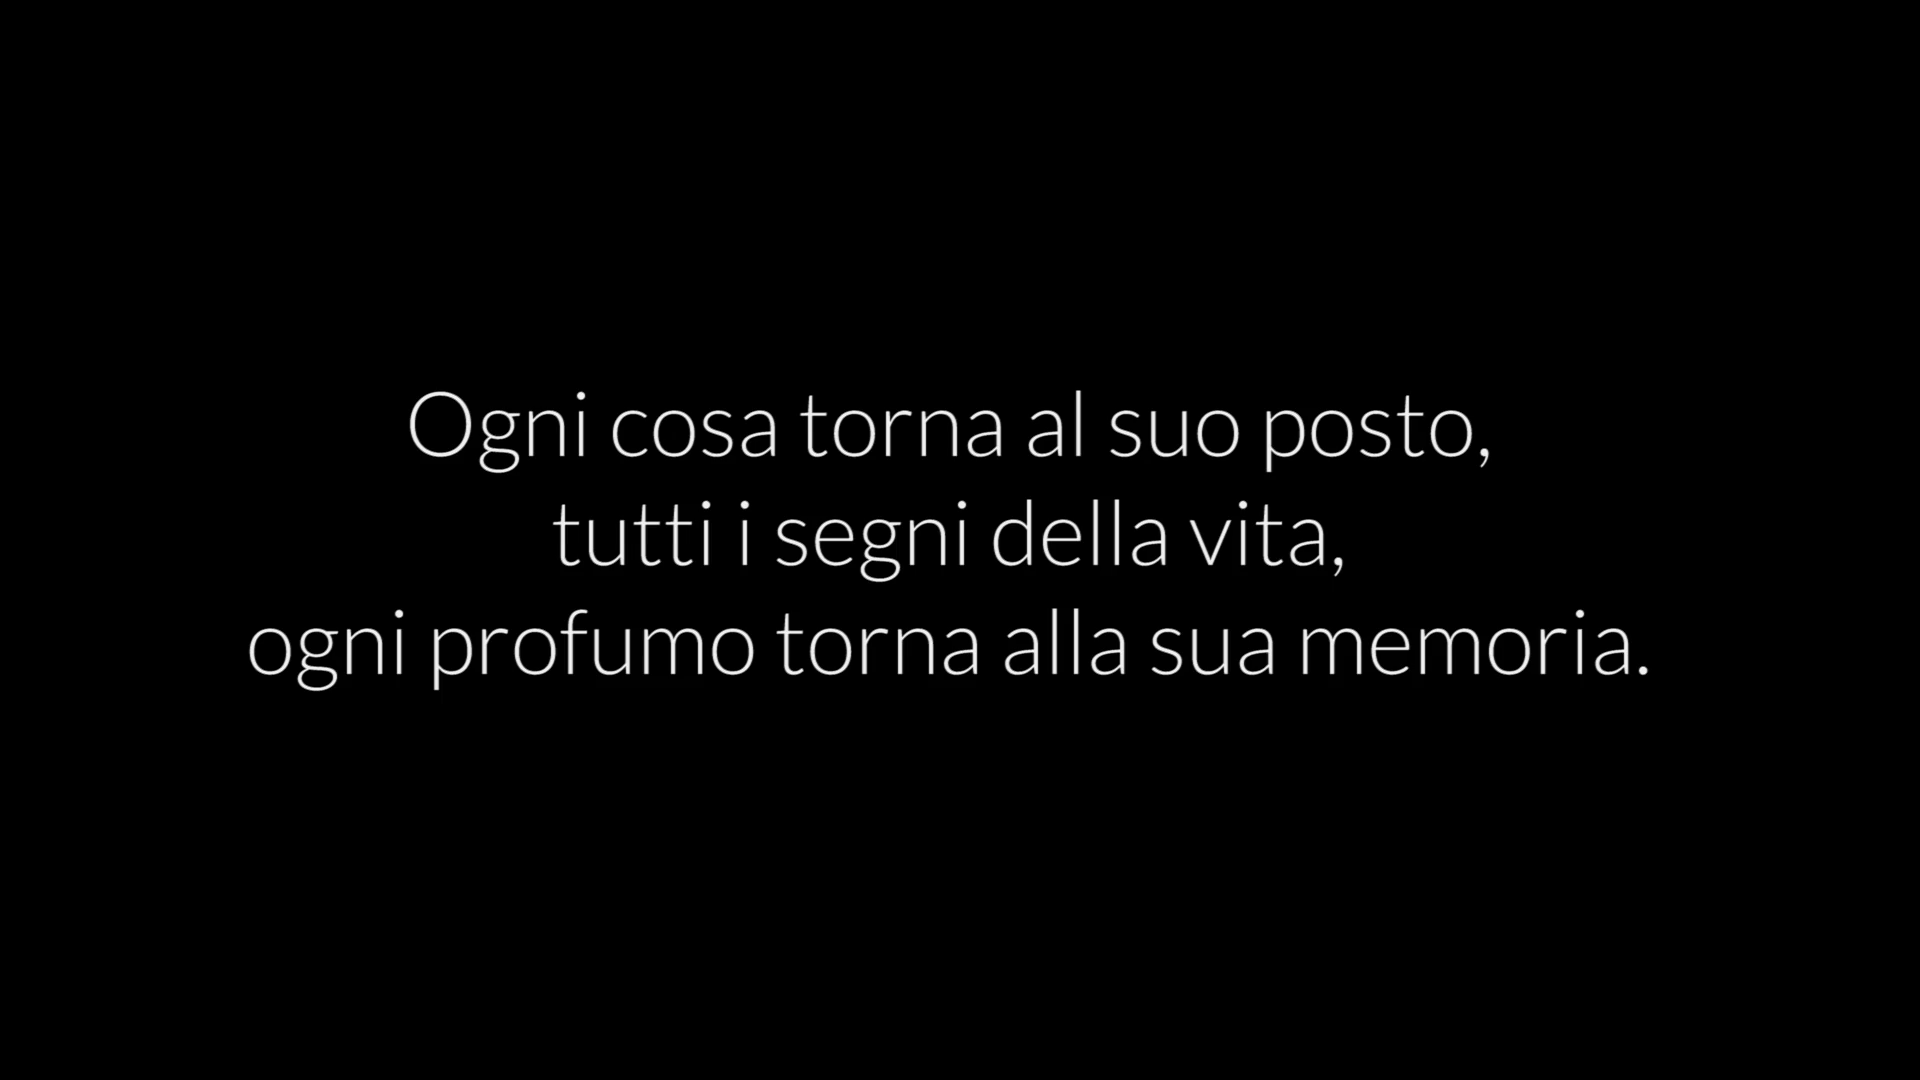 Ogni cosa torna al suo posto,
tutti i segni della vita,
ogni profumo torna alla sua memoria.